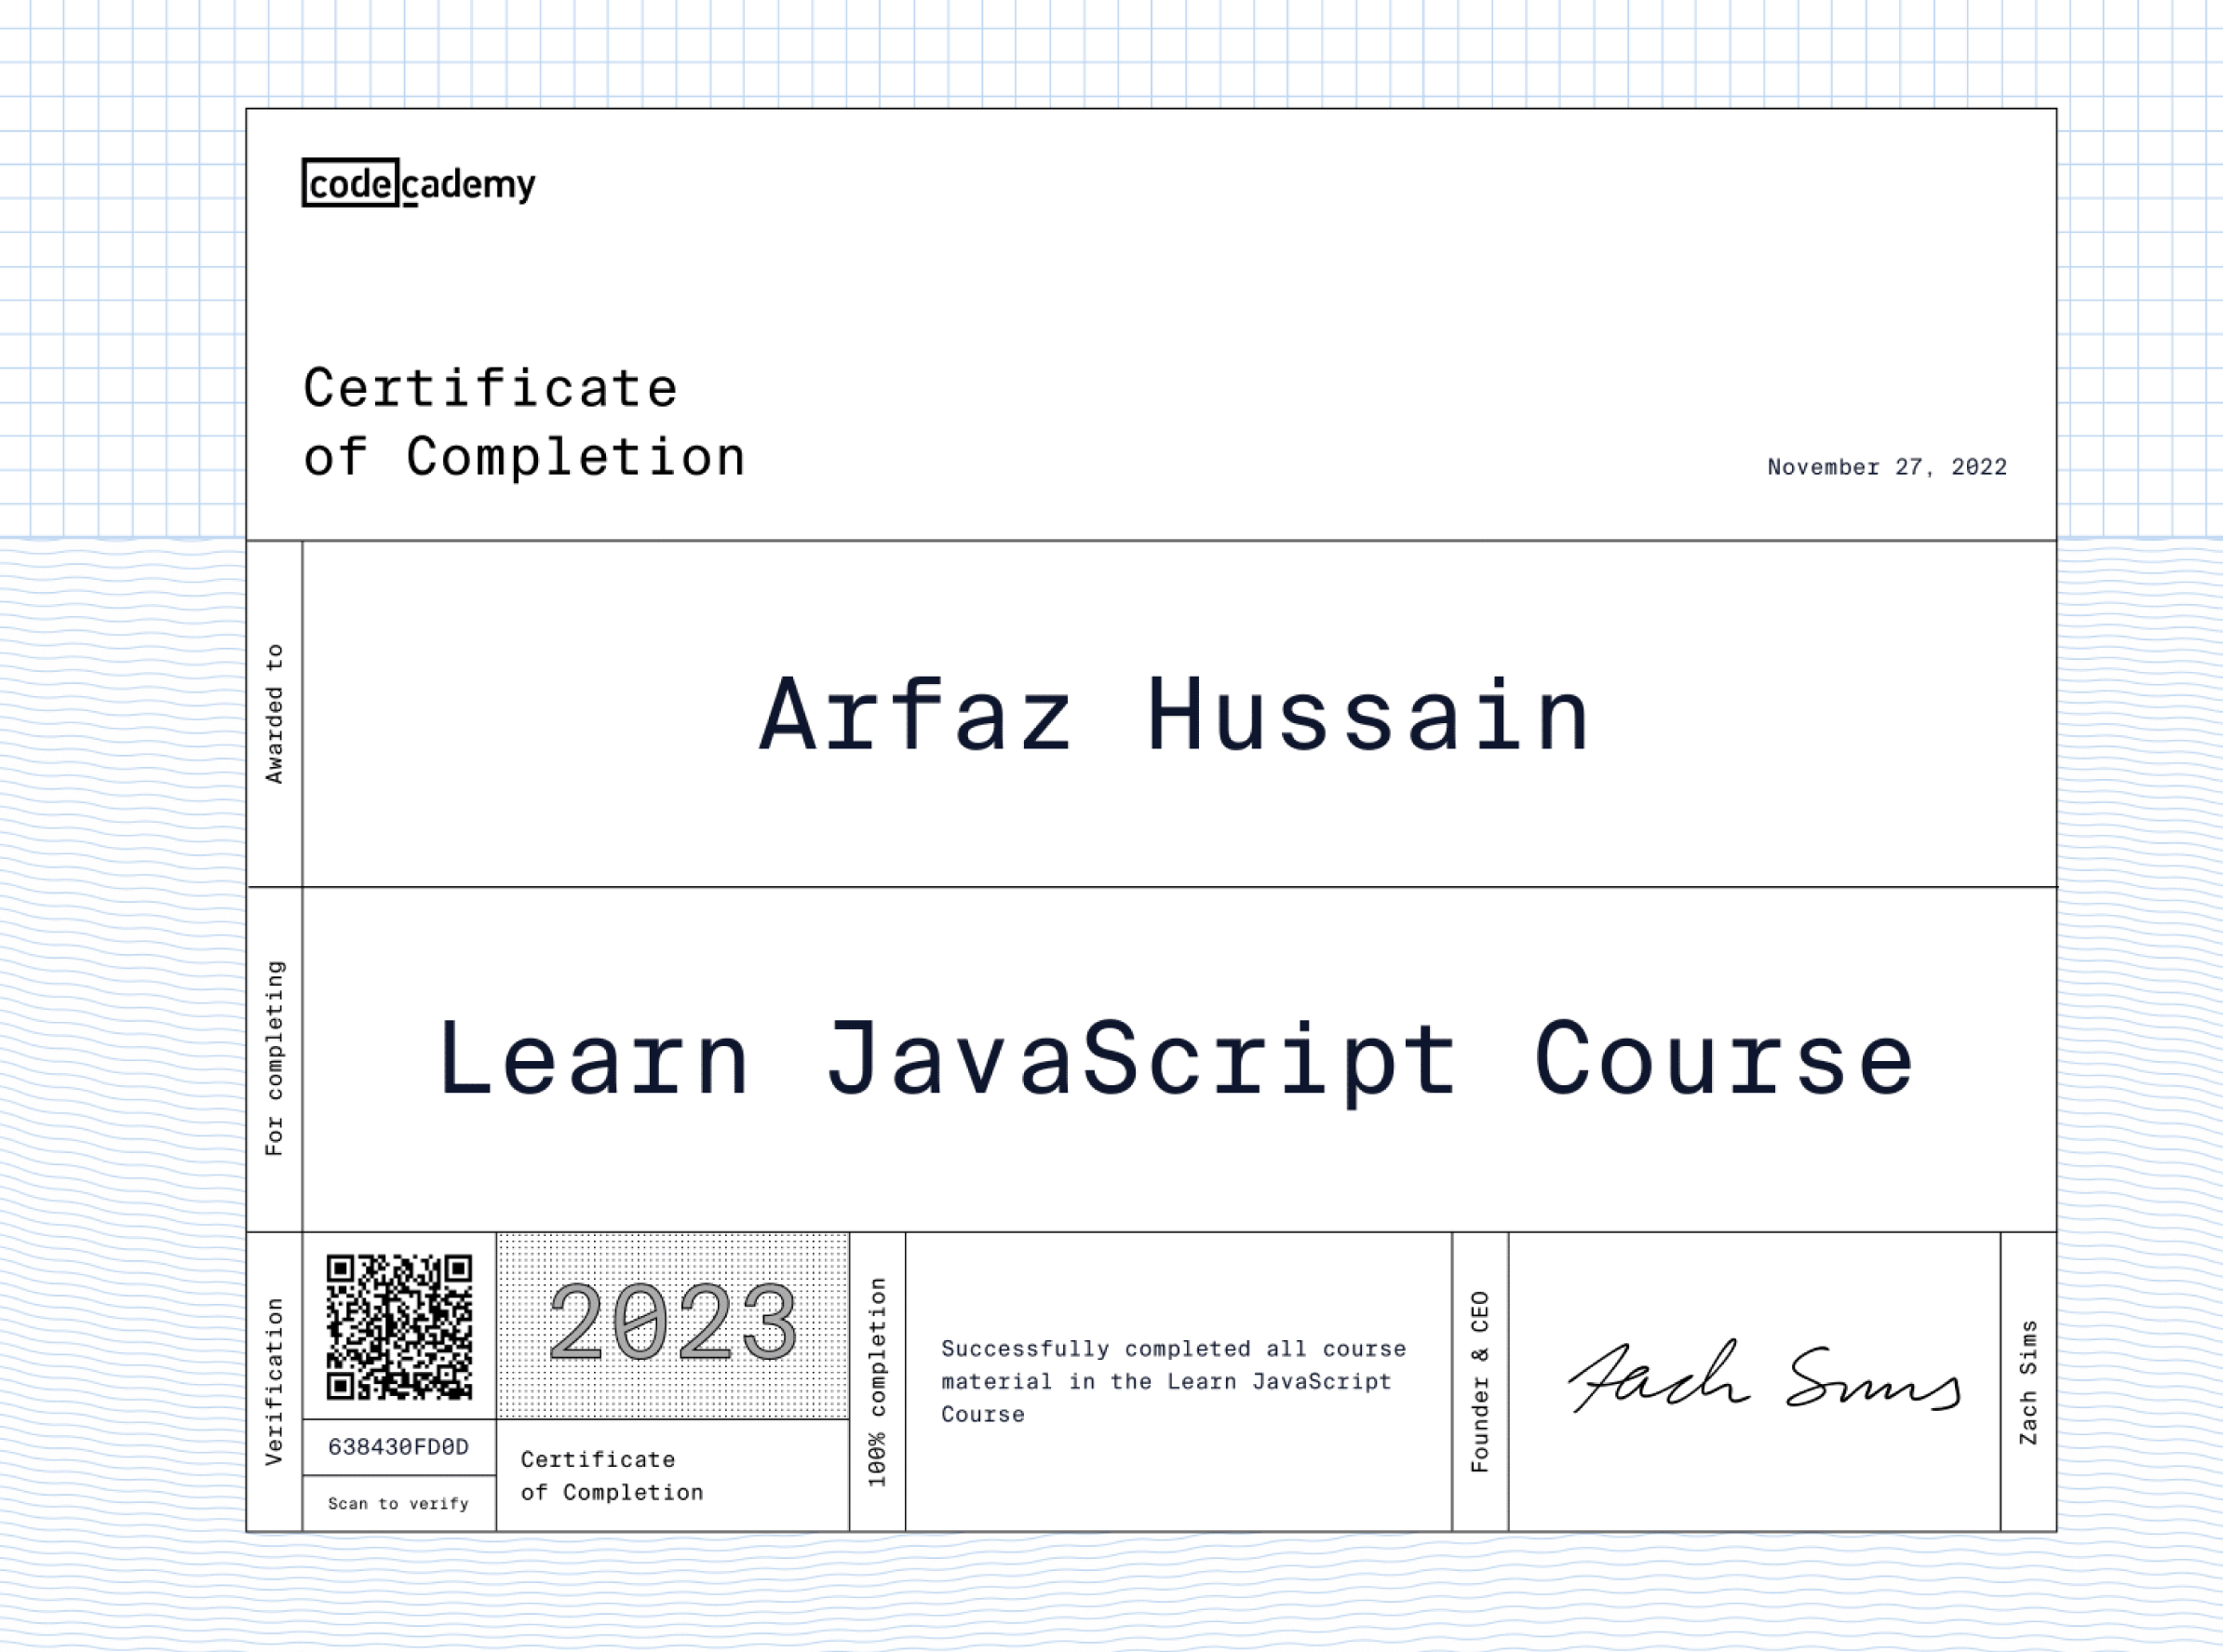 codecademy
Certificate
of Completion
November 27, 2022
Awarded to
Arfaz Hussain
For completing
Learn JavaScript Course
Verification
638430FD0D
Scan to verify
2023
Certificate
of Completion
100% completion
Successfully completed all course
material in the Learn JavaScript
Course
Founder & CEO
Zach Sims
Zach Sims